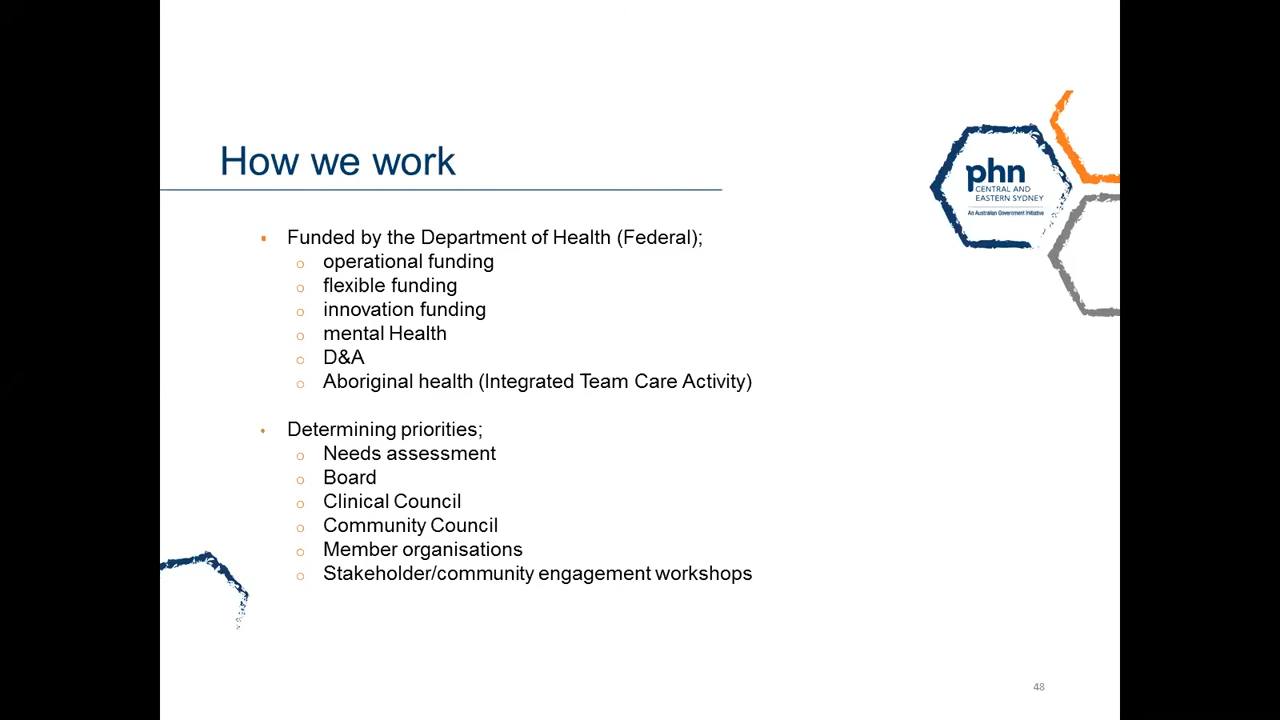 How we work
phn
CENTRAL AND
EASTERN SYDNEY
An Australian Government Initiative
▪ Funded by the Department of Health (Federal);
o operational funding
o flexible funding
o innovation funding
o mental Health
o D&A
o Aboriginal health (Integrated Team Care Activity)
• Determining priorities;
o Needs assessment
o Board
o Clinical Council
o Community Council
o Member organisations
o Stakeholder/community engagement workshops
48